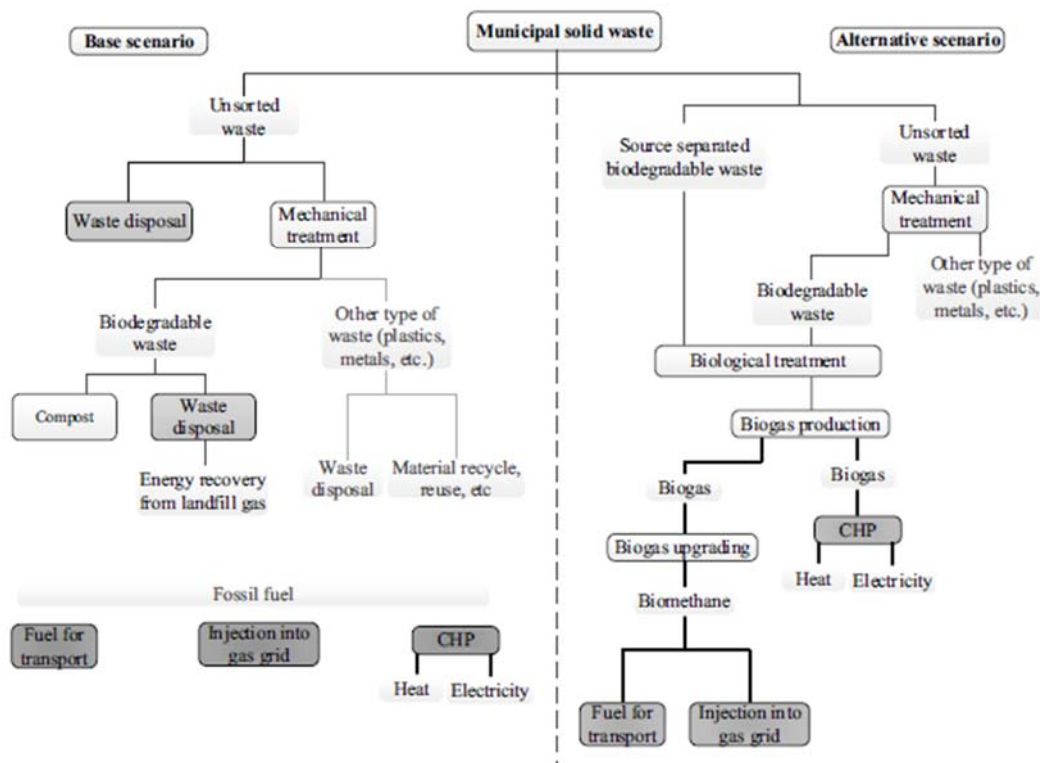 Base scenario
Municipal solid waste
Alternative scenario
Unsorted
waste
Waste disposal
Mechanical
treatment
Biodegradable
waste
Other type of
waste (plastics,
metals, etc.)
Compost
Waste
disposal
Energy recovery
from landfill gas
Waste
disposal
Material recycle,
reuse, etc
Fossil fuel
Fuel for
transport
Injection into
gas grid
CHP
Heat
Electricity
Source separated
biodegradable waste
Unsorted
waste
Mechanical
treatment
Biodegradable
waste
Other type of
waste (plastics,
metals, etc.)
Biological treatment
Biogas production
Biogas
Biogas
Biogas upgrading
CHP
Heat
Electricity
Biomethane
Fuel for
transport
Injection into
gas grid